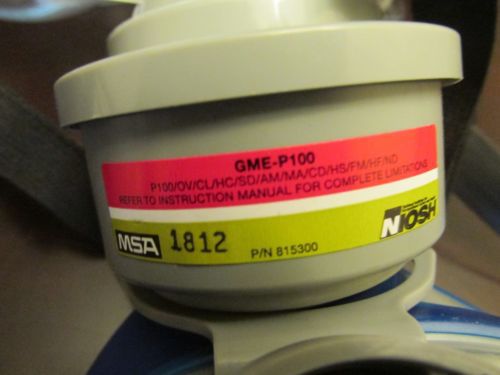 GME-P100
P100/OV/CL/HC/SD/AM/MA/CD/HS/FM/HF/ND
REFER TO INSTRUCTION MANUAL FOR COMPLETE LIMITATIONS
MSA 1812 P/N 815300 NIOSH